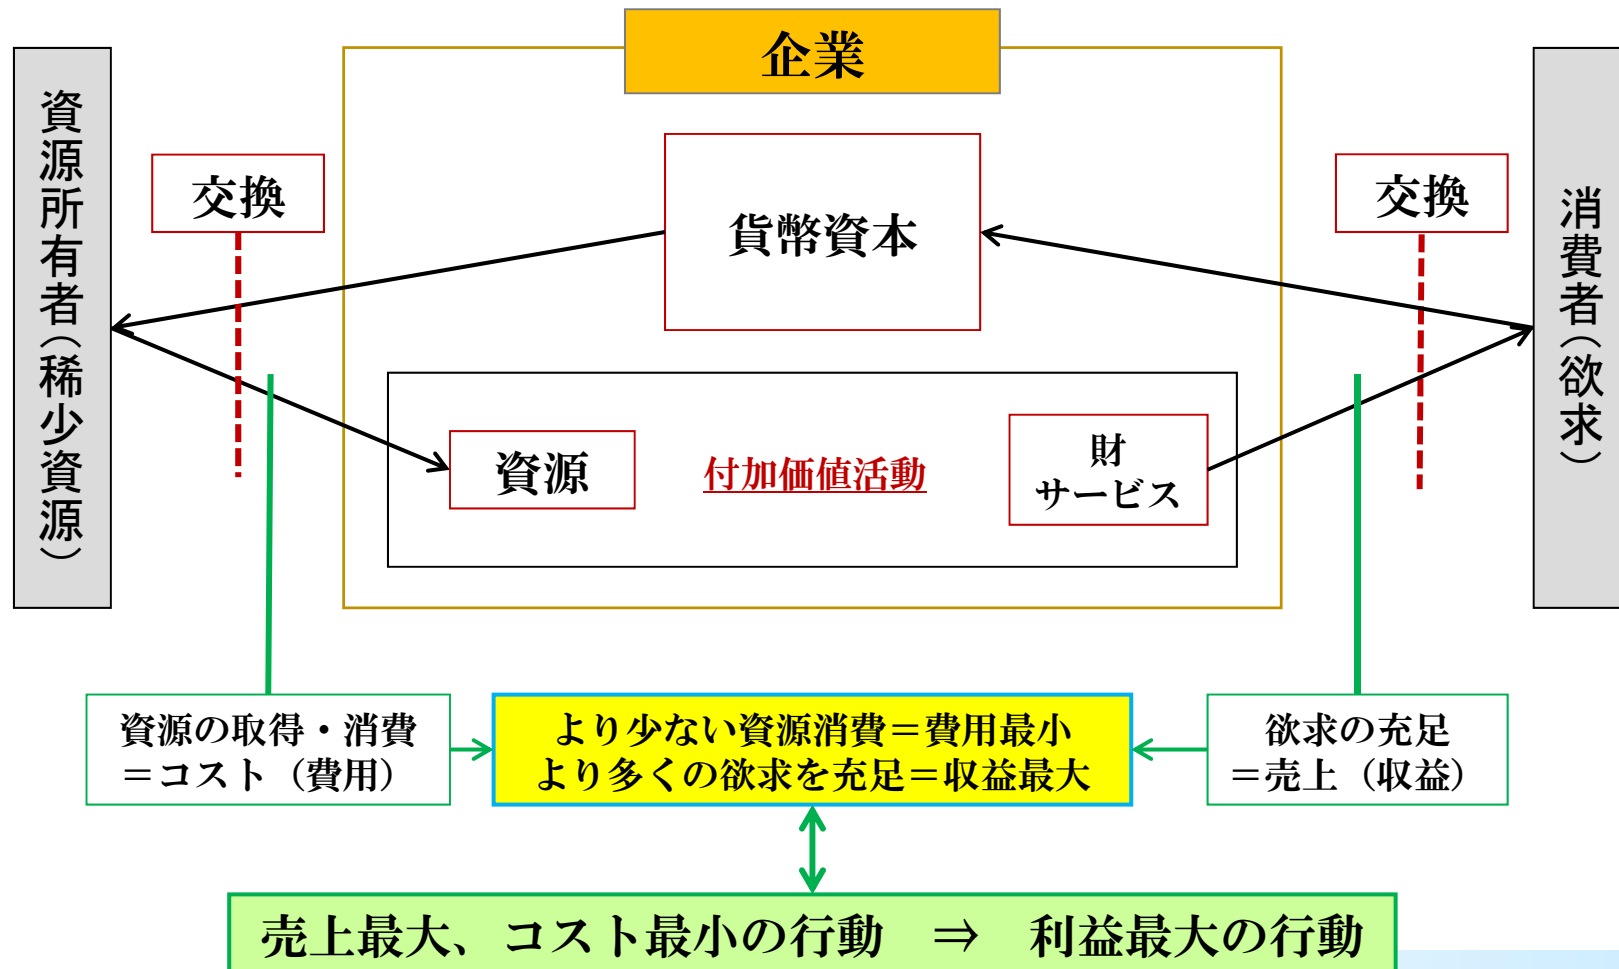 企業
資源所有者（稀少資源）
交換
貨幣資本
交換
消費者（欲求）
資源
付加価値活動
財
サービス
資源の取得・消費
＝コスト（費用）
より少ない資源消費＝費用最小
より多くの欲求を充足＝収益最大
欲求の充足
＝売上（収益）
売上最大、コスト最小の行動　⇒　利益最大の行動